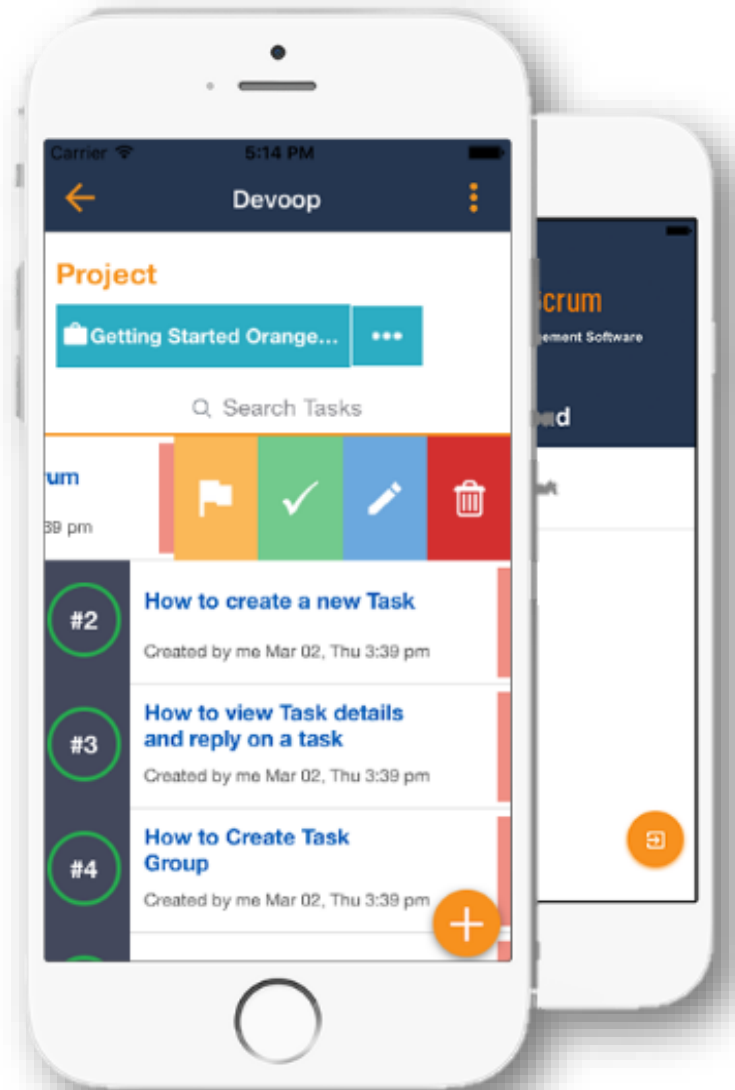 Carrier 5:14 PM
Devoop
Project
Getting Started Orange... •••
Search Tasks
um
39 pm
#2
How to create a new Task
Created by me Mar 02, Thu 3:39 pm
#3
How to view Task details
and reply on a task
Created by me Mar 02, Thu 3:39 pm
#4
How to Create Task
Group
Created by me Mar 02, Thu 3:39 pm
crum
gement Software
ad